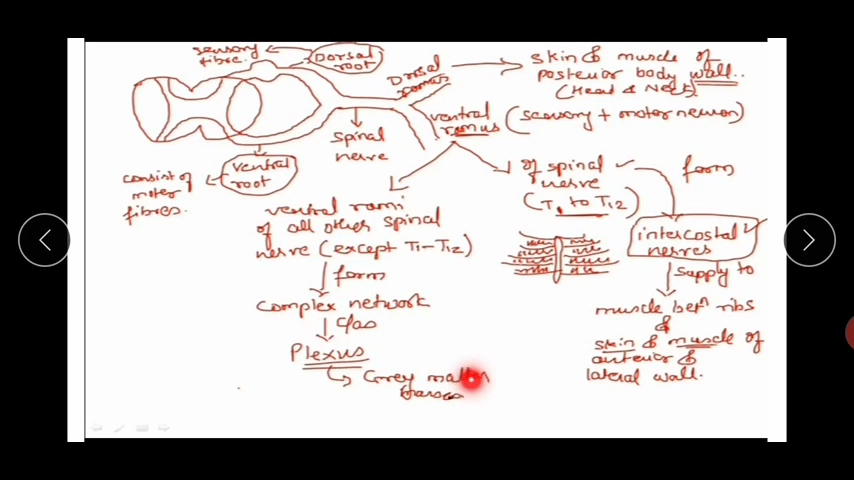 sensory
fibre.
Dorsal
root
Dorsal
ramus
skin & muscle of
posterior body wall..
(Head & Neck).
ventral
ramus
(sensory + motor neuron)
spinal
nerve
ventral
root
consist of
motor
fibres.
of spinal
nerve
(T1 to T12)
form
intercostal
nerves
supply to
muscle betn ribs
&
skin & muscle of
anterior &
lateral wall.
ventral rami
of all other spinal
nerve (except T1-T12)
form
complex network
Plexus
Grey